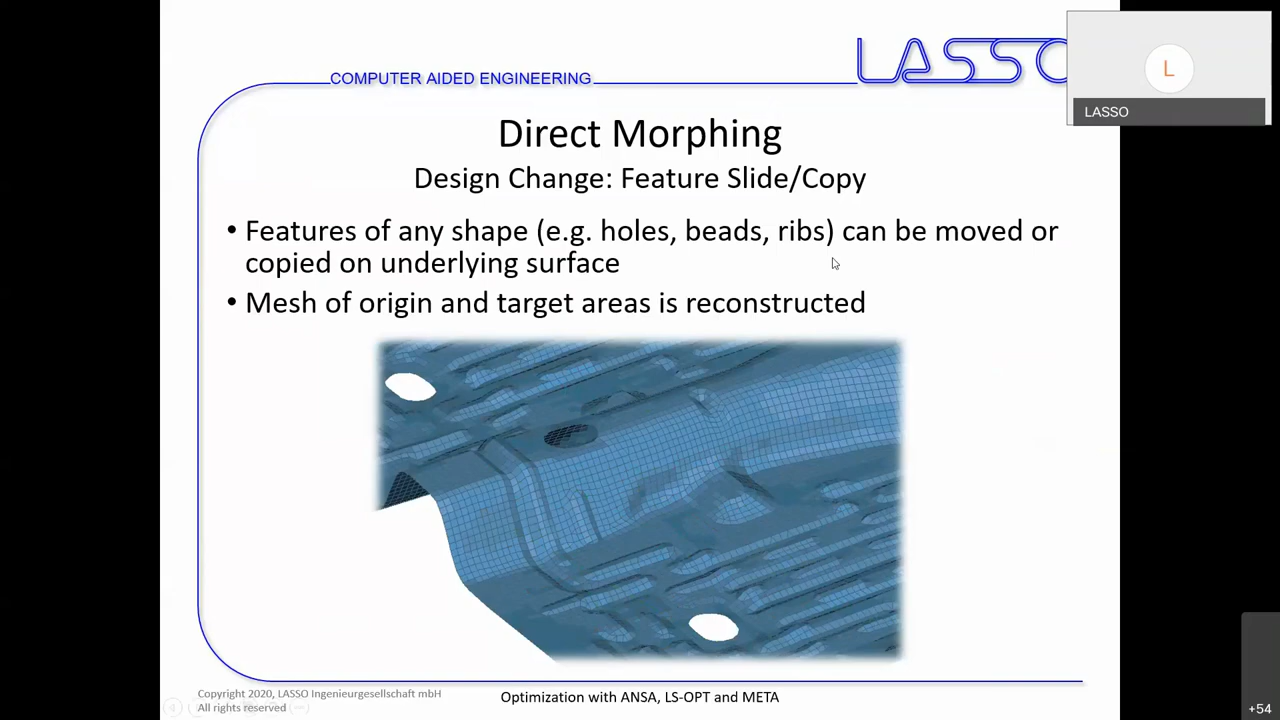 LASSO
COMPUTER AIDED ENGINEERING
L
LASSO
Direct Morphing
Design Change: Feature Slide/Copy
• Features of any shape (e.g. holes, beads, ribs) can be moved or
copied on underlying surface
• Mesh of origin and target areas is reconstructed
Copyright 2020, LASSO Ingenieurgesellschaft mbH
All rights reserved
Optimization with ANSA, LS-OPT and META
+54